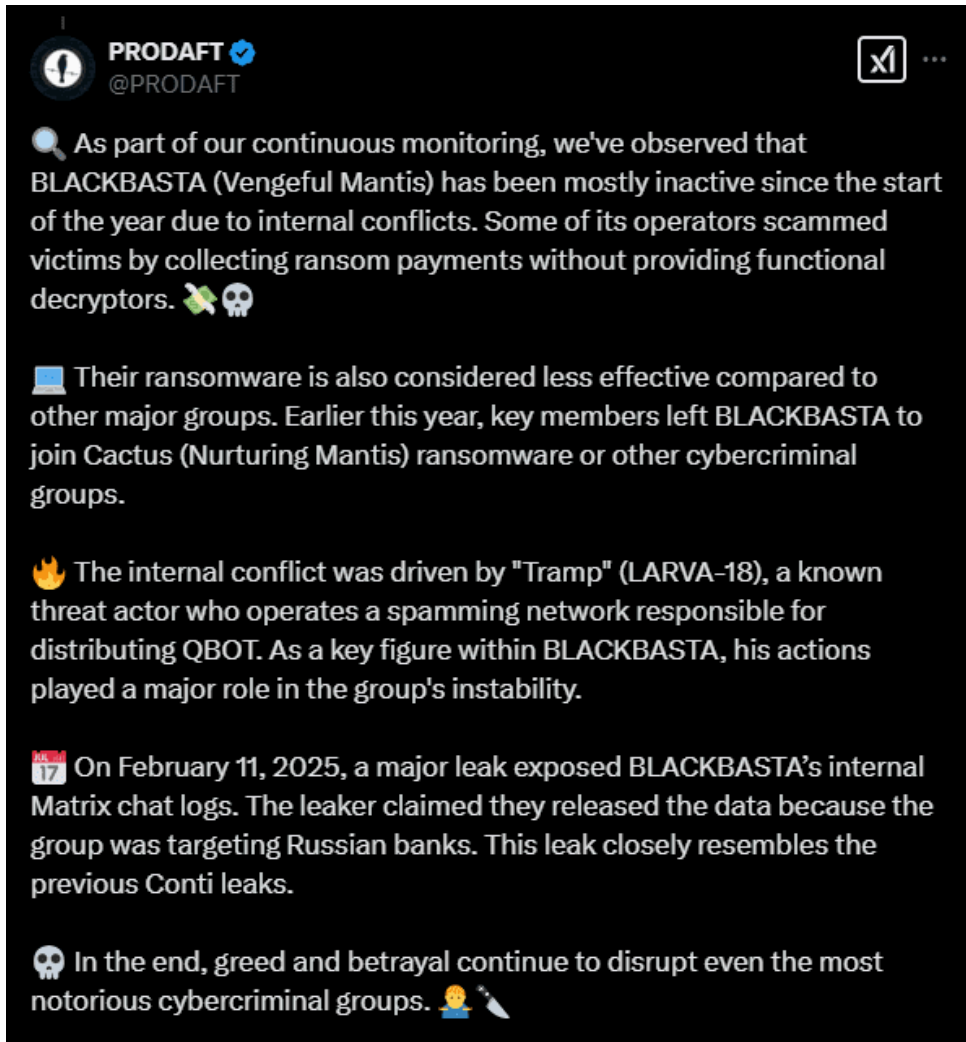 PRODAFT
@PRODAFT
🔍 As part of our continuous monitoring, we've observed that
BLACKBASTA (Vengeful Mantis) has been mostly inactive since the start
of the year due to internal conflicts. Some of its operators scammed
victims by collecting ransom payments without providing functional
decryptors. 💸💀
💻 Their ransomware is also considered less effective compared to
other major groups. Earlier this year, key members left BLACKBASTA to
join Cactus (Nurturing Mantis) ransomware or other cybercriminal
groups.
🔥 The internal conflict was driven by "Tramp" (LARVA-18), a known
threat actor who operates a spamming network responsible for
distributing QBOT. As a key figure within BLACKBASTA, his actions
played a major role in the group's instability.
📅 On February 11, 2025, a major leak exposed BLACKBASTA’s internal
Matrix chat logs. The leaker claimed they released the data because the
group was targeting Russian banks. This leak closely resembles the
previous Conti leaks.
💀 In the end, greed and betrayal continue to disrupt even the most
notorious cybercriminal groups. 🤷‍♂️🔪